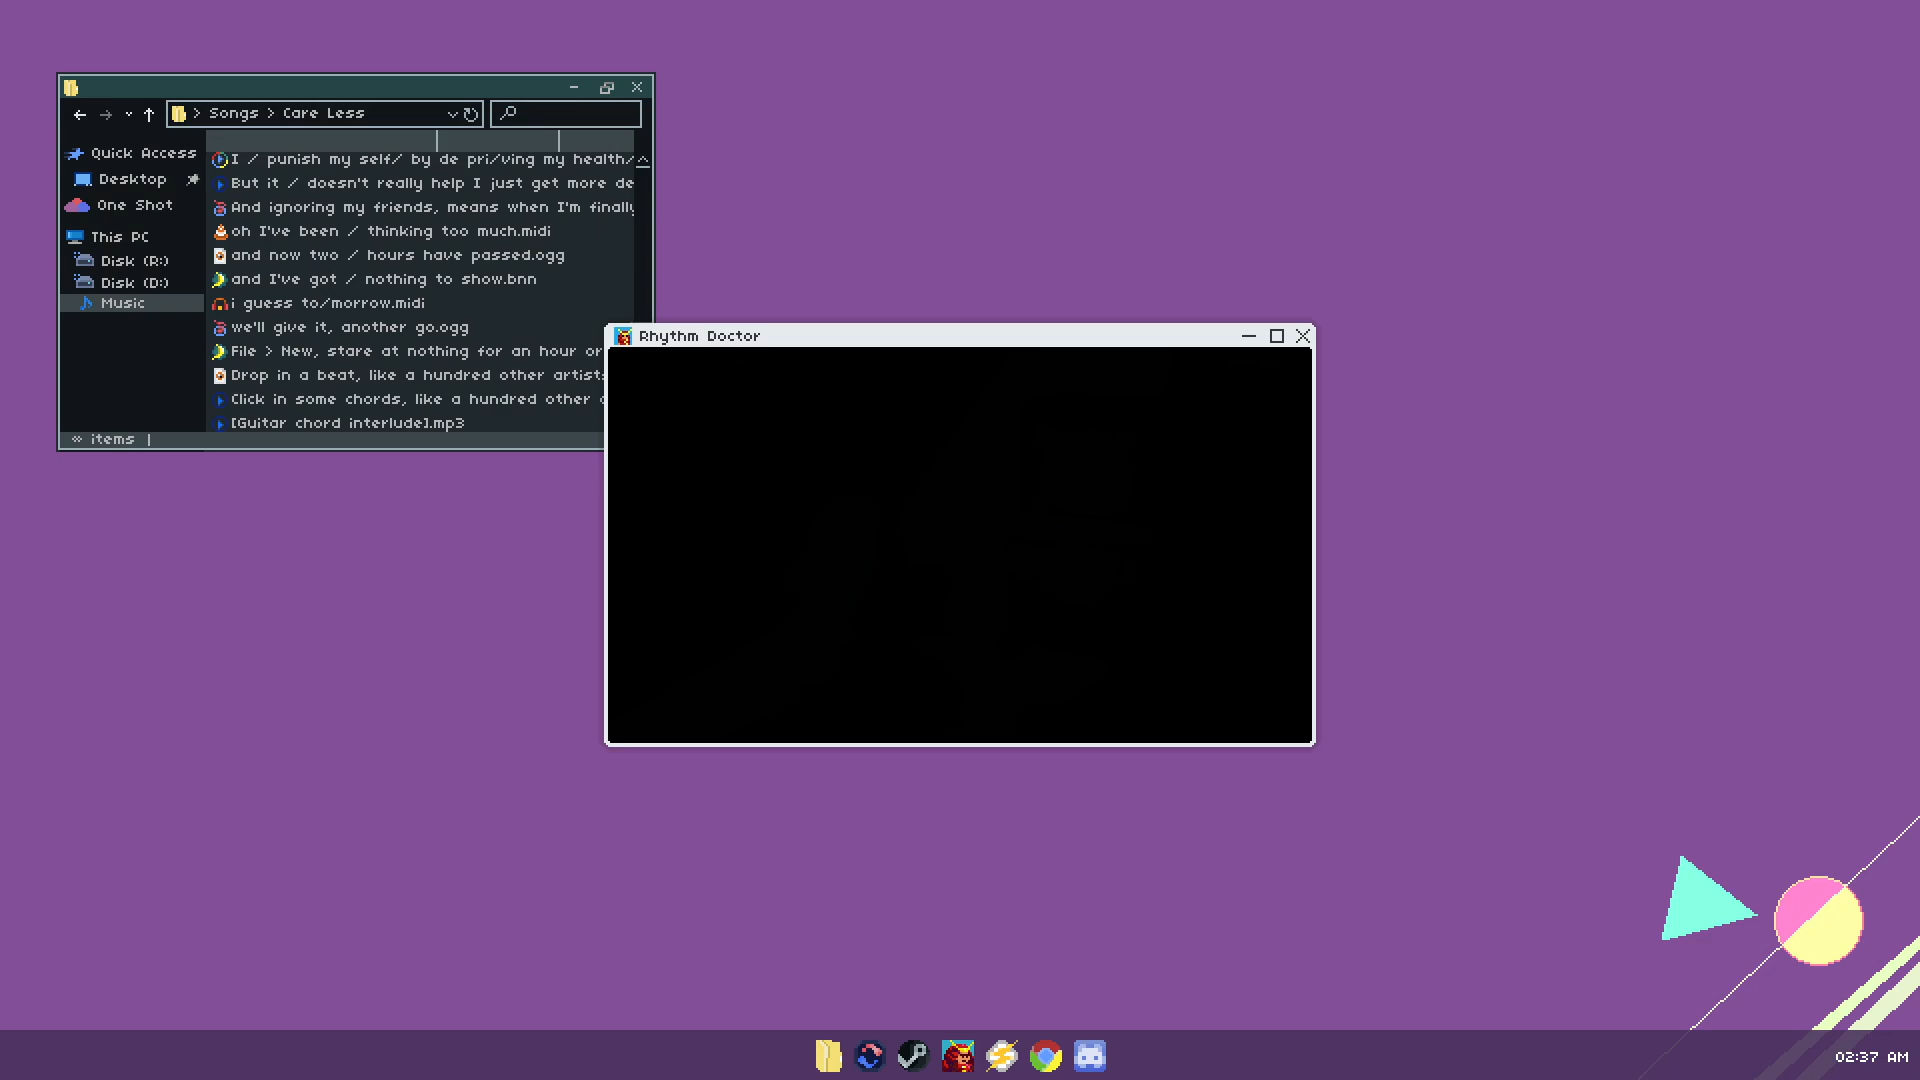 > Songs > Care Less
Quick Access
Desktop
One Shot
This PC
Disk (R:)
Disk (D:)
Music
I / punish my self/ by de pri/ving my health/
But it / doesn't really help I just get more de
And ignoring my friends, means when I'm finally
oh I've been / thinking too much.midi
and now two / hours have passed.ogg
and I've got / nothing to show.bnn
i guess to/morrow.midi
we'll give it, another go.ogg
File > New, stare at nothing for an hour or
Drop in a beat, like a hundred other artists
Click in some chords, like a hundred other
[Guitar chord interlude].mp3
∞ items |
Rhythm Doctor
02:37 AM